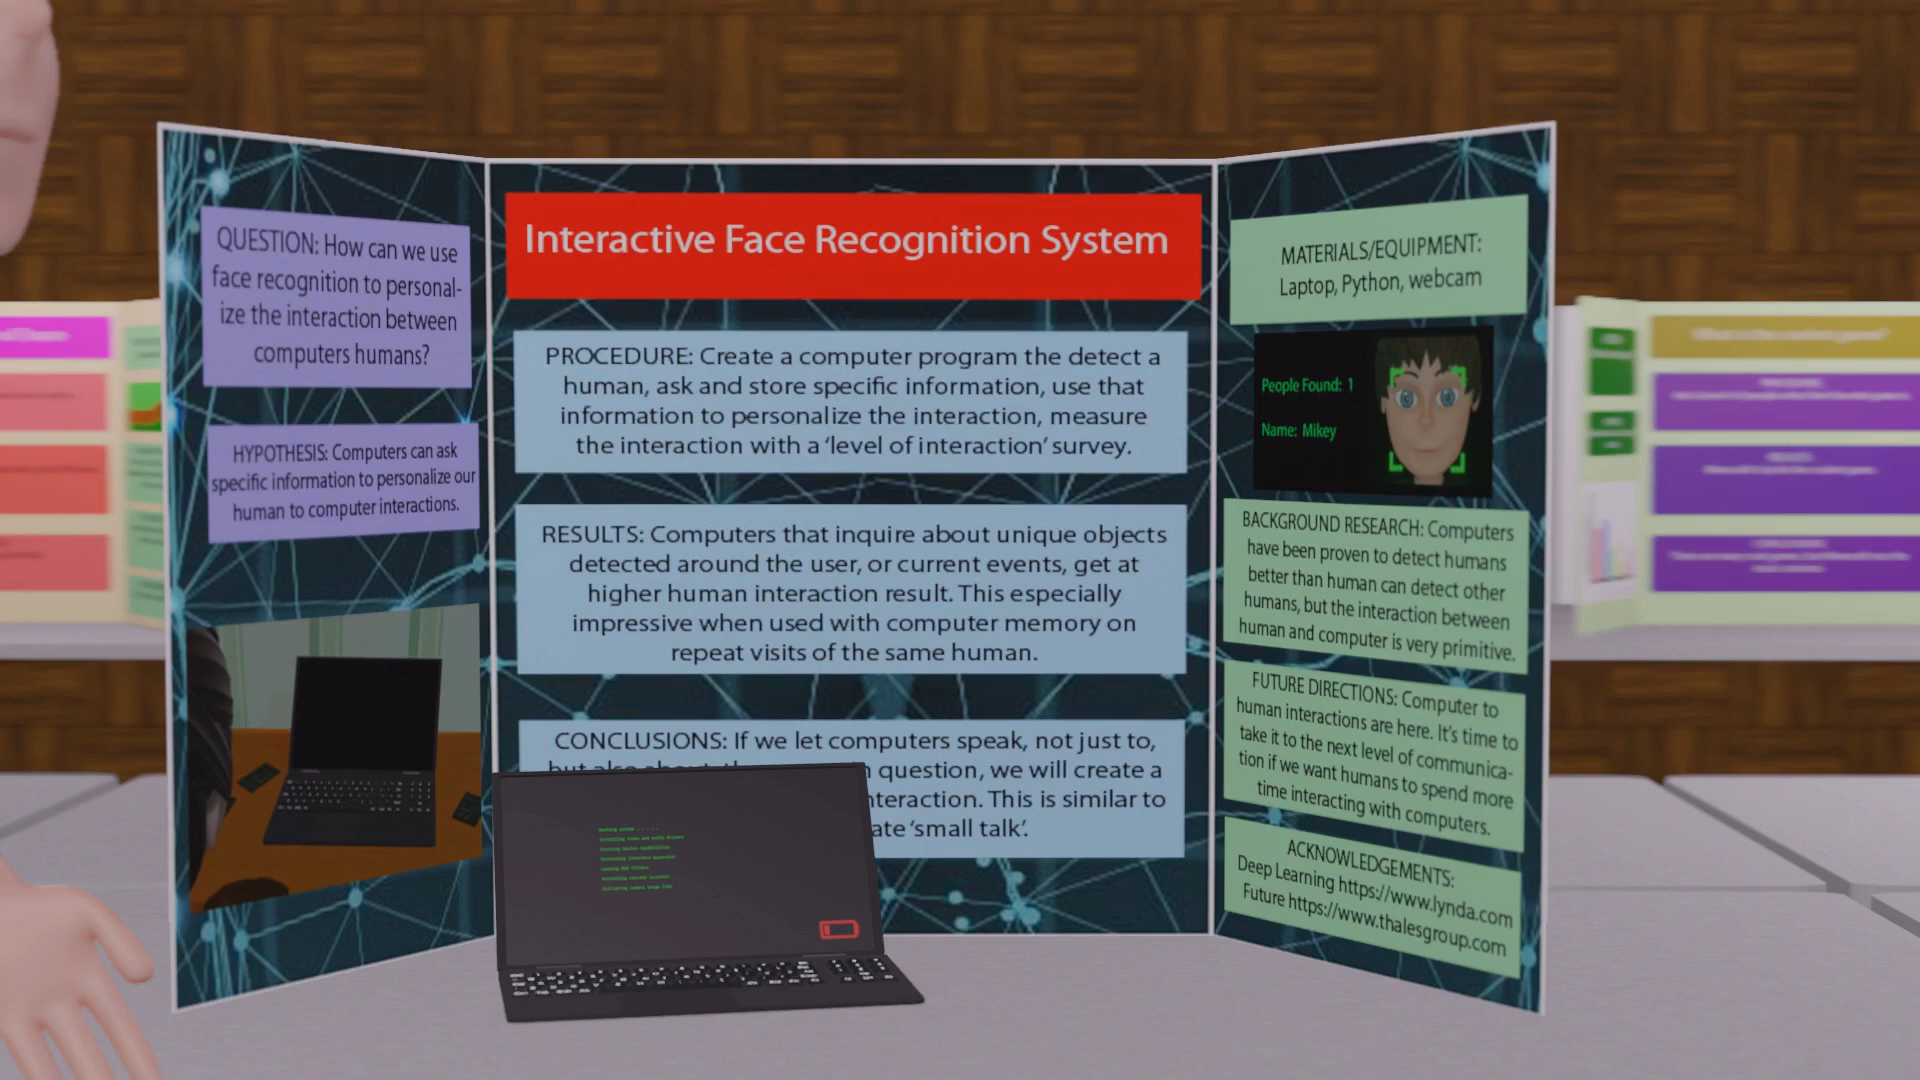 QUESTION: How can we use
face recognition to personal-
ize the interaction between
computers humans?
HYPOTHESIS: Computers can ask
specific information to personalize our
human to computer interactions.
Interactive Face Recognition System
PROCEDURE: Create a computer program the detect a
human, ask and store specific information, use that
information to personalize the interaction, measure
the interaction with a ‘level of interaction’ survey.
RESULTS: Computers that inquire about unique objects
detected around the user, or current events, get at
higher human interaction result. This especially
impressive when used with computer memory on
repeat visits of the same human.
CONCLUSIONS: If we let computers speak, not just to,
but also about question, we will create a
This is similar to
‘small talk’.
MATERIALS/EQUIPMENT:
Laptop, Python, webcam
People Found: 1
Name: Mikey
BACKGROUND RESEARCH: Computers
have been proven to detect humans
better than human can detect other
humans, but the interaction between
human and computer is very primitive.
FUTURE DIRECTIONS: Computer to
human interactions are here. It’s time to
take it to the next level of communica-
tion if we want humans to spend more
time interacting with computers.
ACKNOWLEDGEMENTS:
Deep Learning https://www.lynda.com
Future https://www.thalesgroup.com